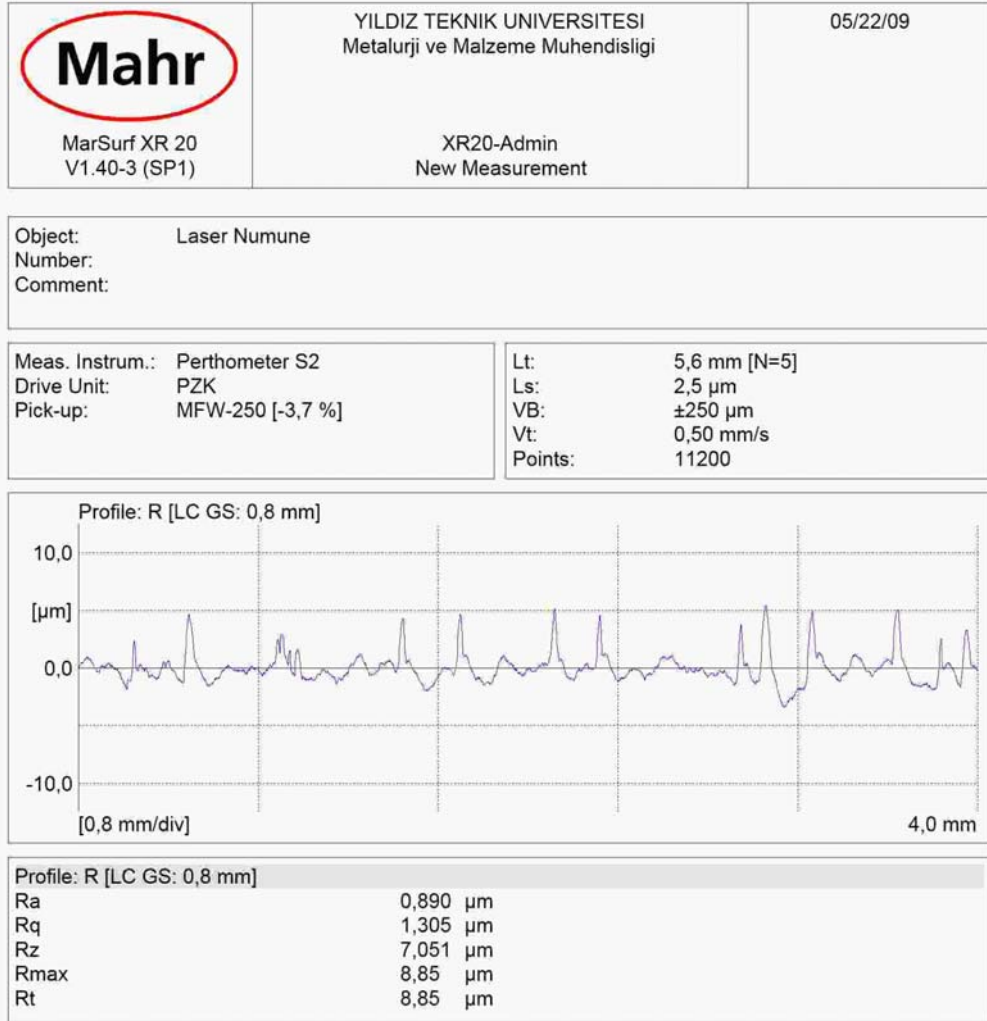 Mahr
MarSurf XR 20
V1.40-3 (SP1)
YILDIZ TEKNIK UNIVERSITESI
Metalurji ve Malzeme Muhendisligi
XR20-Admin
New Measurement
05/22/09
Object: Laser Numune
Number:
Comment:
Meas. Instrum.: Perthometer S2
Drive Unit: PZK
Pick-up: MFW-250 [-3,7 %]
Lt: 5,6 mm [N=5]
Ls: 2,5 µm
VB: ±250 µm
Vt: 0,50 mm/s
Points: 11200
Profile: R [LC GS: 0,8 mm]
10,0
[µm]
0,0
-10,0
[0,8 mm/div] 4,0 mm
Profile: R [LC GS: 0,8 mm]
Ra 0,890 µm
Rq 1,305 µm
Rz 7,051 µm
Rmax 8,85 µm
Rt 8,85 µm